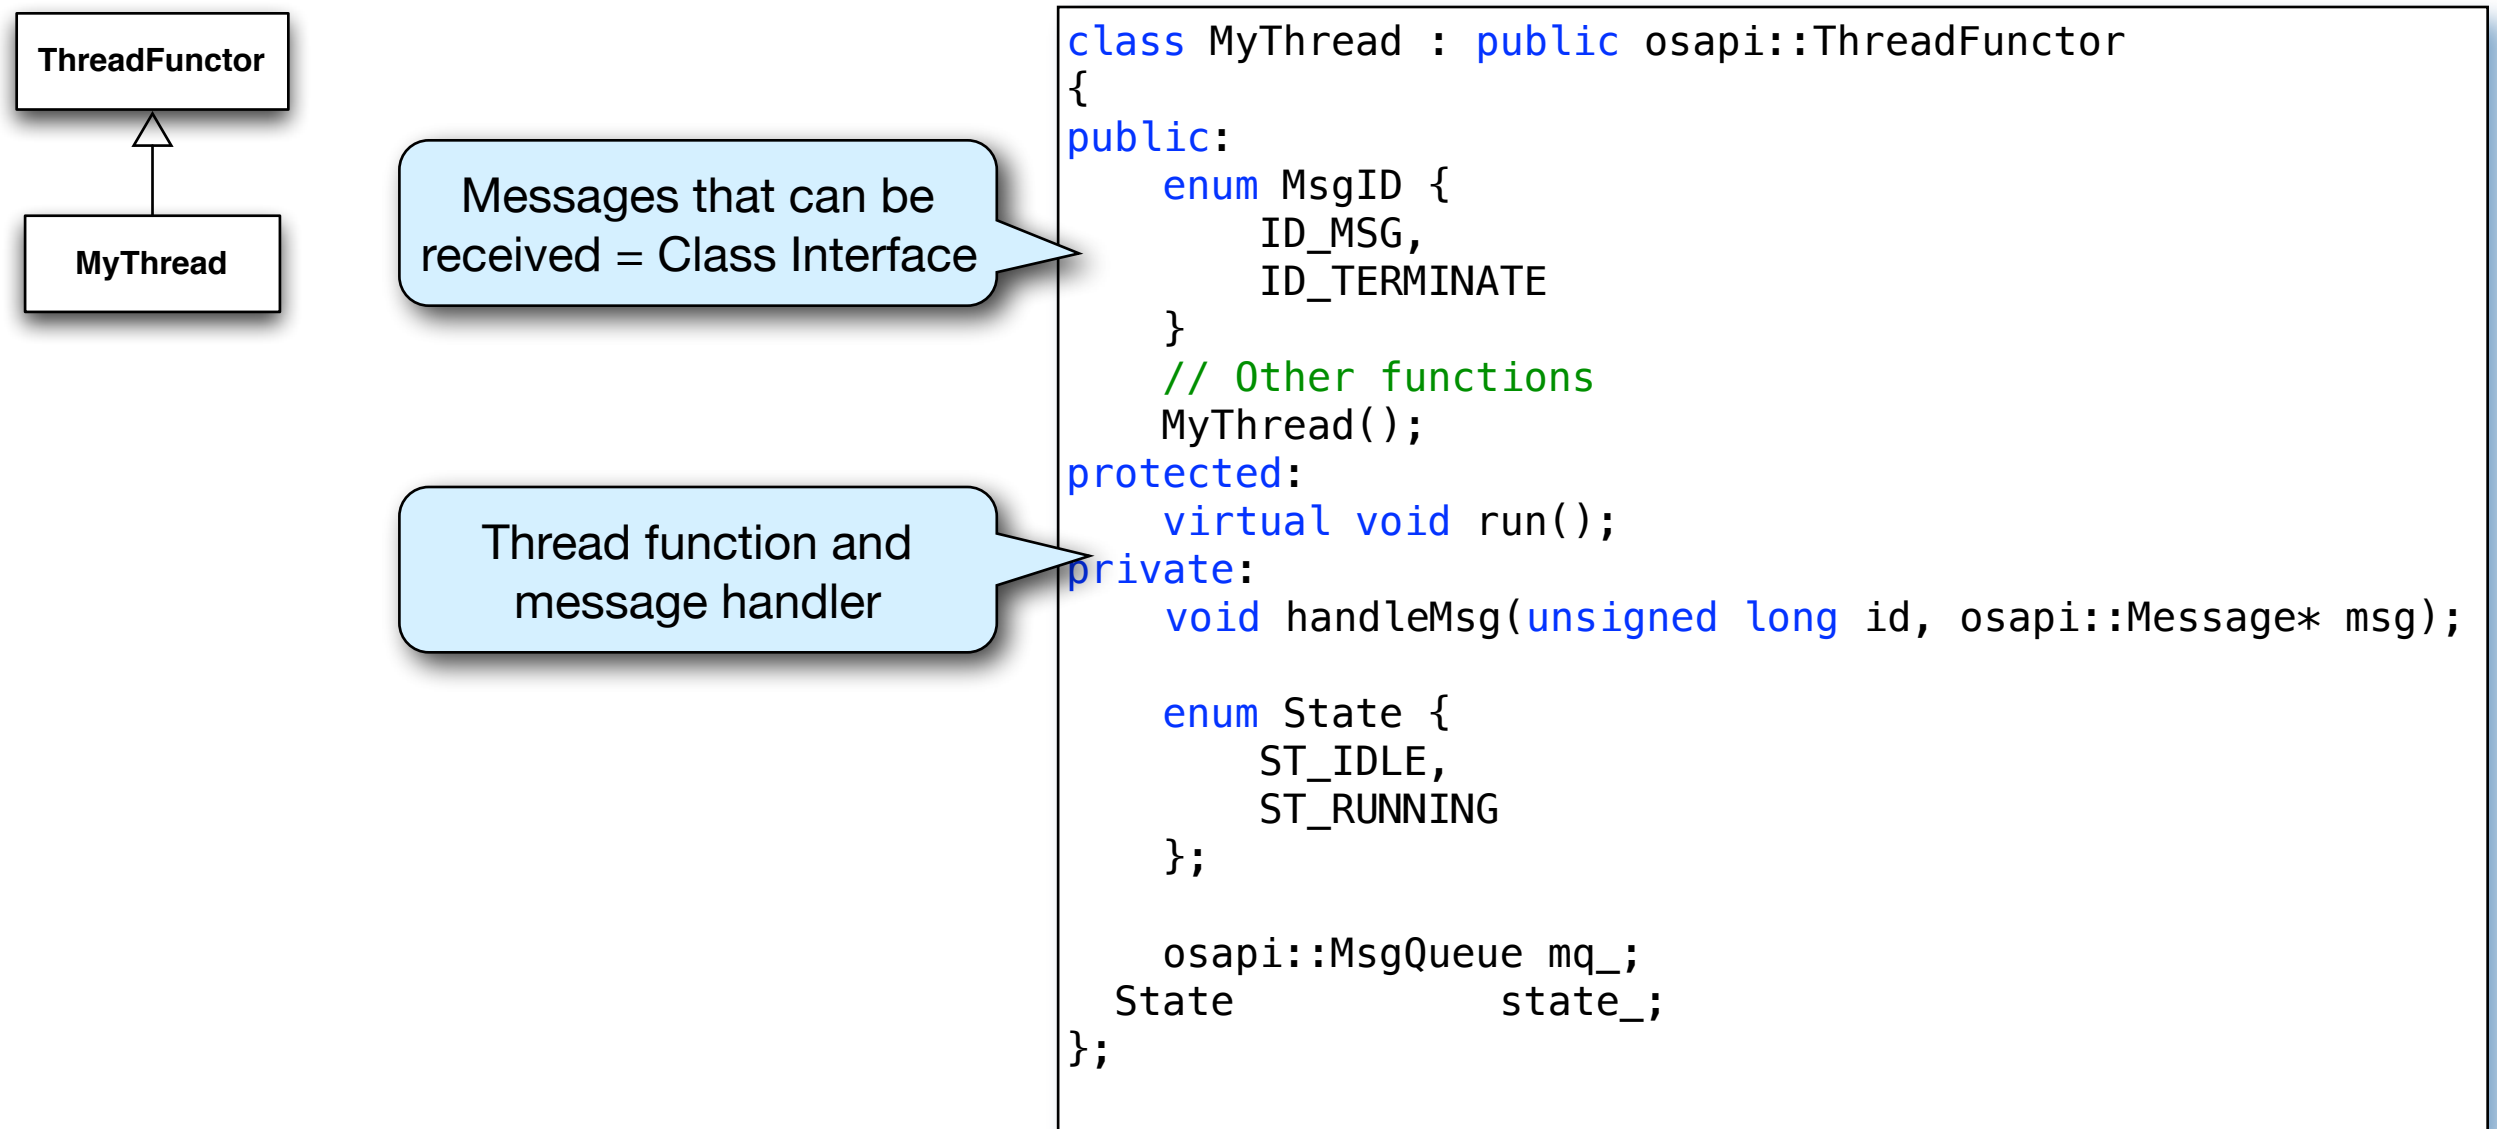 ThreadFunctor
MyThread
Messages that can be
received = Class Interface
Thread function and
message handler
class MyThread : public osapi::ThreadFunctor
{
public:
    enum MsgID {
        ID_MSG,
        ID_TERMINATE
    }
    // Other functions
    MyThread();
protected:
    virtual void run();
private:
    void handleMsg(unsigned long id, osapi::Message* msg);
    enum State {
        ST_IDLE,
        ST_RUNNING
    };
    osapi::MsgQueue mq_;
  State           state_;
};